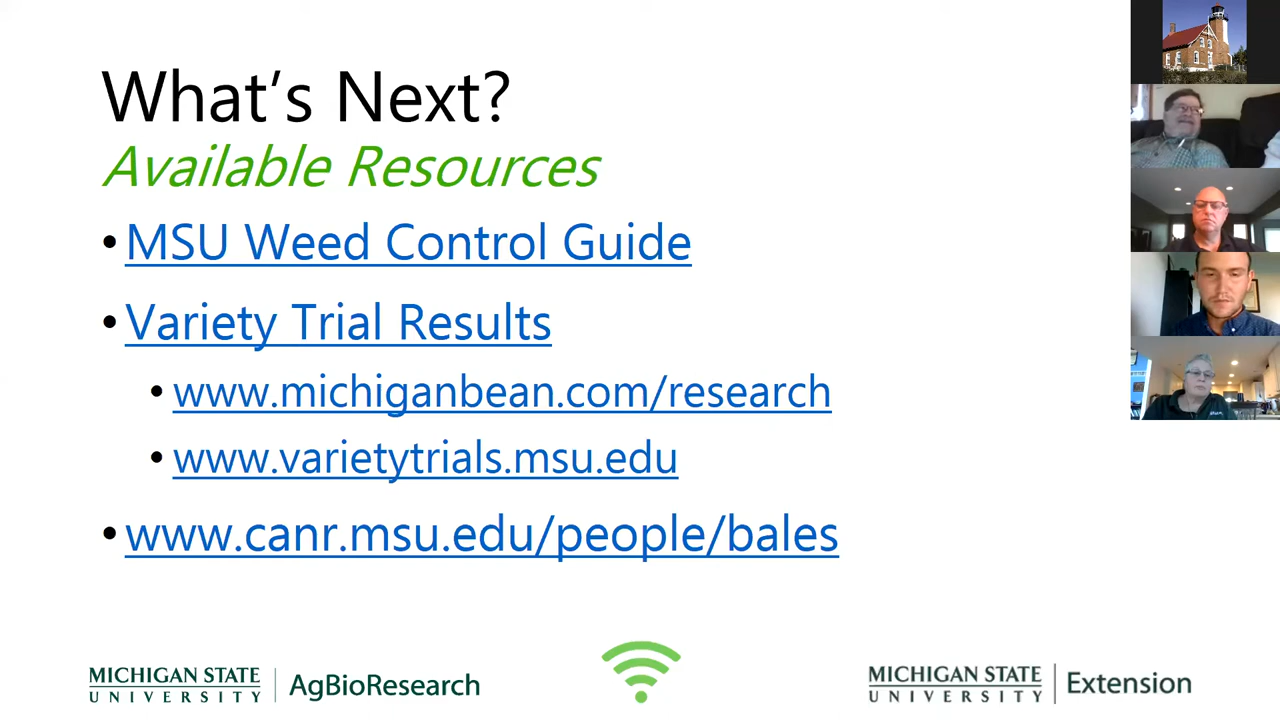 What's Next?
Available Resources
• MSU Weed Control Guide
• Variety Trial Results
• www.michiganbean.com/research
• www.varietytrials.msu.edu
• www.canr.msu.edu/people/bales
MICHIGAN STATE
UNIVERSITY
AgBioResearch
MICHIGAN STATE
UNIVERSITY
Extension